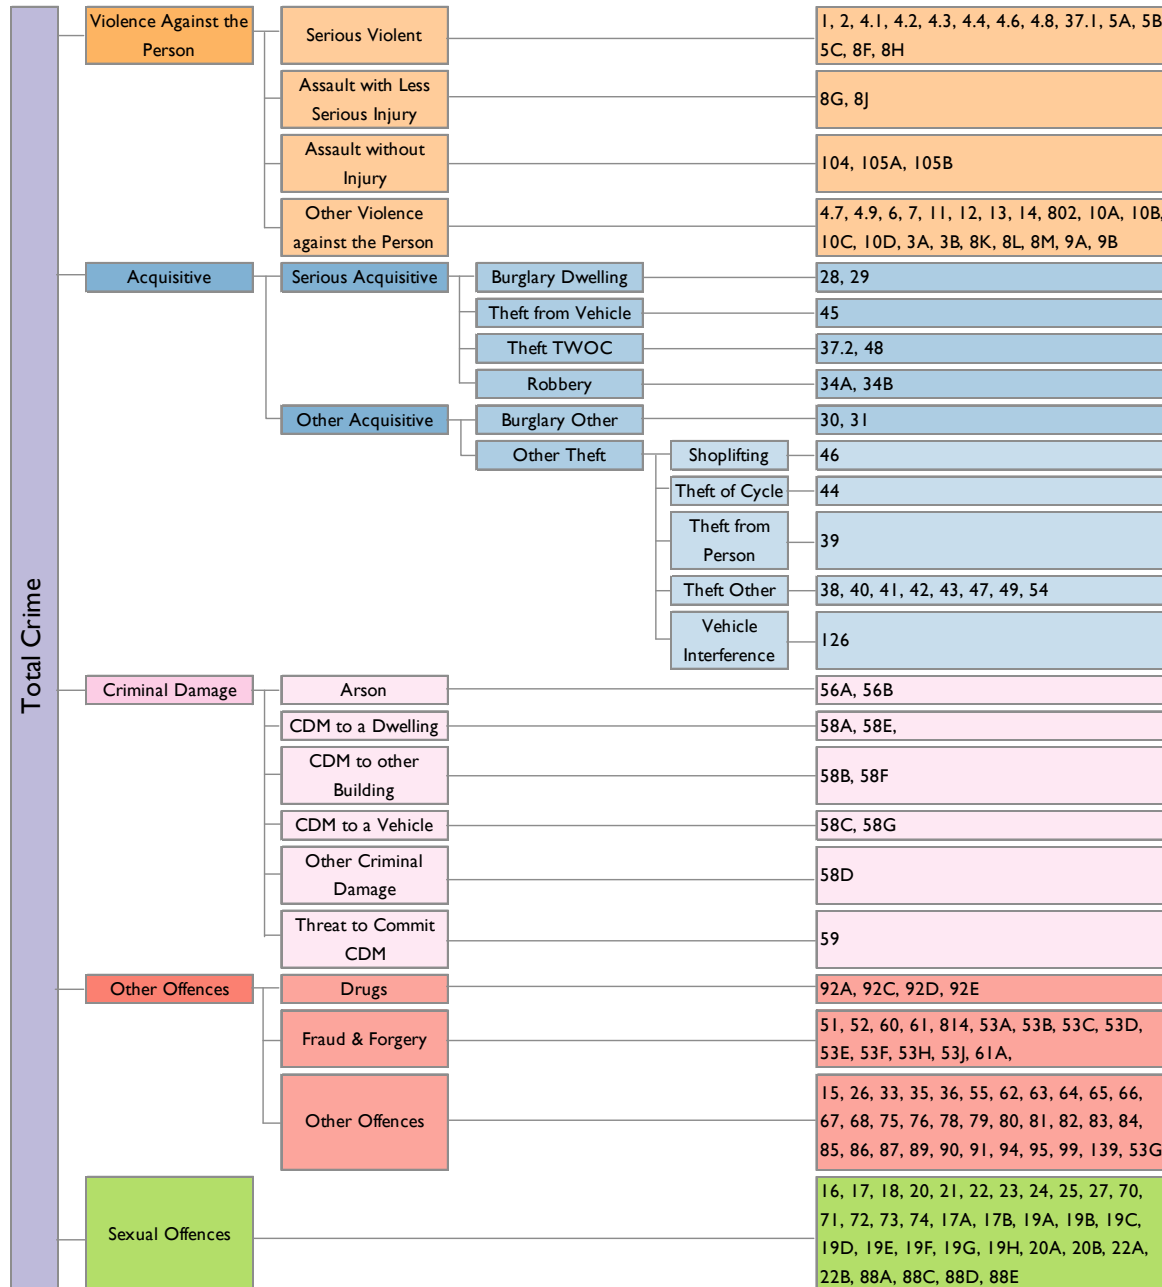 Total Crime
Violence Against the
Person
Serious Violent
1, 2, 4.1, 4.2, 4.3, 4.4, 4.6, 4.8, 37.1, 5A, 5B
5C, 8F, 8H
Assault with Less
Serious Injury
8G, 8J
Assault without
Injury
104, 105A, 105B
Other Violence
against the Person
4.7, 4.9, 6, 7, 11, 12, 13, 14, 802, 10A, 10B,
10C, 10D, 3A, 3B, 8K, 8L, 8M, 9A, 9B
Acquisitive
Serious Acquisitive
Burglary Dwelling
28, 29
Theft from Vehicle
45
Theft TWOC
37.2, 48
Robbery
34A, 34B
Other Acquisitive
Burglary Other
30, 31
Other Theft
Shoplifting
46
Theft of Cycle
44
Theft from
Person
39
Theft Other
38, 40, 41, 42, 43, 47, 49, 54
Vehicle
Interference
126
Criminal Damage
Arson
56A, 56B
CDM to a Dwelling
58A, 58E,
CDM to other
Building
58B, 58F
CDM to a Vehicle
58C, 58G
Other Criminal
Damage
58D
Threat to Commit
CDM
59
Other Offences
Drugs
92A, 92C, 92D, 92E
Fraud & Forgery
51, 52, 60, 61, 814, 53A, 53B, 53C, 53D,
53E, 53F, 53H, 53J, 61A,
Other Offences
15, 26, 33, 35, 36, 55, 62, 63, 64, 65, 66,
67, 68, 75, 76, 78, 79, 80, 81, 82, 83, 84,
85, 86, 87, 89, 90, 91, 94, 95, 99, 139, 53G
Sexual Offences
16, 17, 18, 20, 21, 22, 23, 24, 25, 27, 70,
71, 72, 73, 74, 17A, 17B, 19A, 19B, 19C,
19D, 19E, 19F, 19G, 19H, 20A, 20B, 22A,
22B, 88A, 88C, 88D, 88E